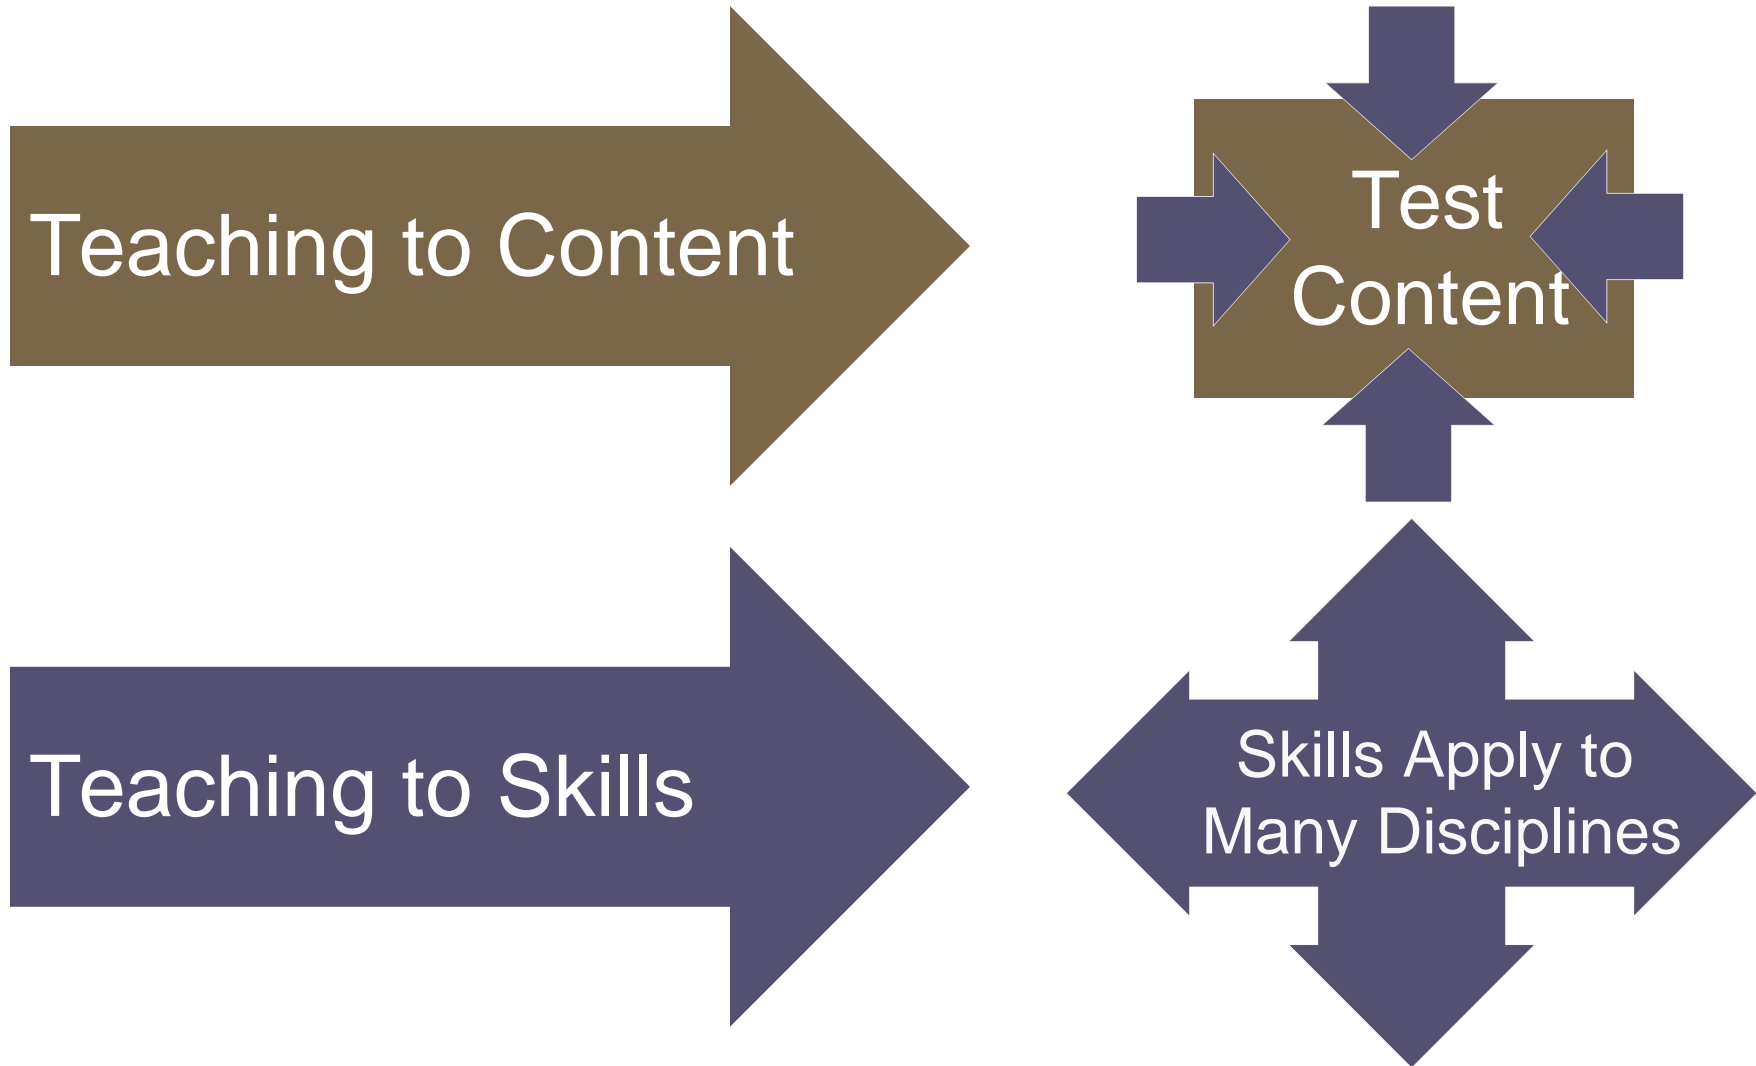 Teaching to Content
Test
Content
Teaching to Skills
Skills Apply to
Many Disciplines